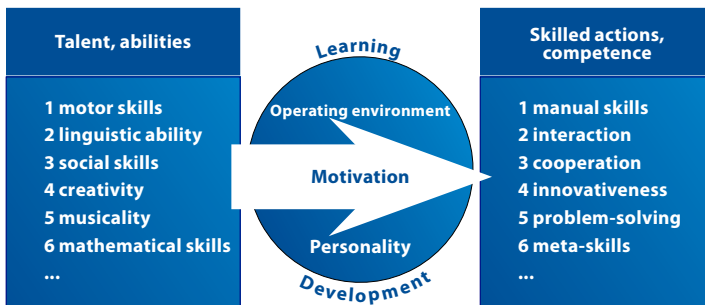 Talent, abilities
1 motor skills
2 linguistic ability
3 social skills
4 creativity
5 musicality
6 mathematical skills
...
Learning
Operating environment
Motivation
Personality
Development
Skilled actions,
competence
1 manual skills
2 interaction
3 cooperation
4 innovativeness
5 problem-solving
6 meta-skills
...